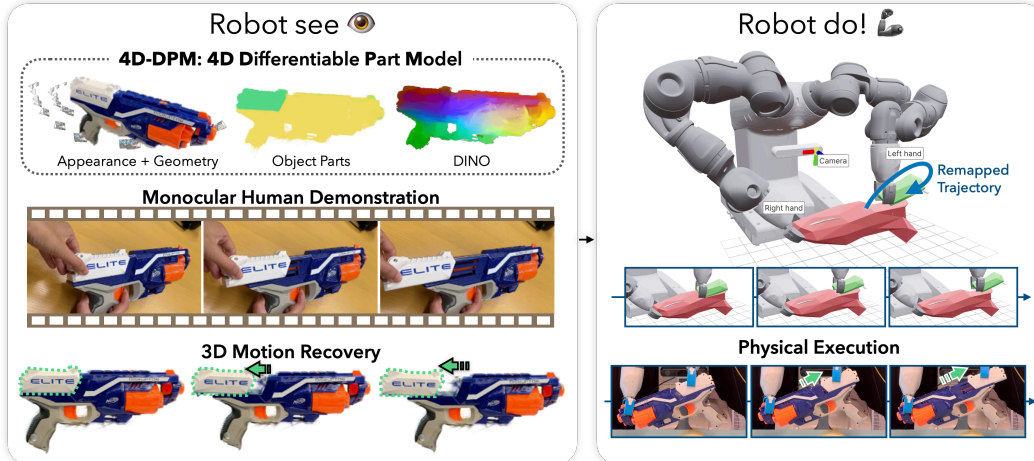 Robot see
4D-DPM: 4D Differentiable Part Model
ELITE
Appearance + Geometry
Object Parts
DINO
Monocular Human Demonstration
ELITE
ELITE
ELITE
3D Motion Recovery
ELITE
ELITE
ELITE
Robot do!
Camera
Left hand
Right hand
Remapped
Trajectory
Physical Execution